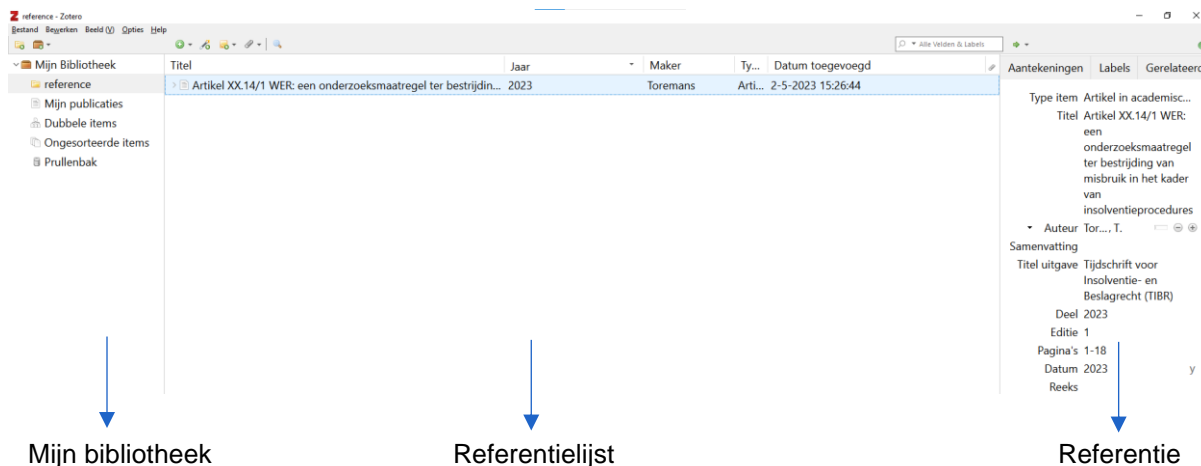 reference - Zotero
Bestand Bewerken Beeld (V) Opties Help
Alle Velden & Labels
Mijn Bibliotheek
reference
Mijn publicaties
Dubbele items
Ongesorteerde items
Prullenbak
Titel Jaar Maker Ty... Datum toegevoegd
Artikel XX.14/1 WER: een onderzoeksmaatregel ter bestrijdin... 2023 Toremans Arti... 2-5-2023 15:26:44
Aantekeningen Labels Gerelateerd
Type item Artikel in academisc...
Titel Artikel XX.14/1 WER:
een
onderzoeksmaatregel
ter bestrijding van
misbruik in het kader
van
insolventieprocedures
Auteur Tor..., T.
Samenvatting
Titel uitgave Tijdschrift voor
Insolventie- en
Beslagrecht (TIBR)
Deel 2023
Editie 1
Pagina's 1-18
Datum 2023 y
Reeks
Mijn bibliotheek Referentielijst Referentie